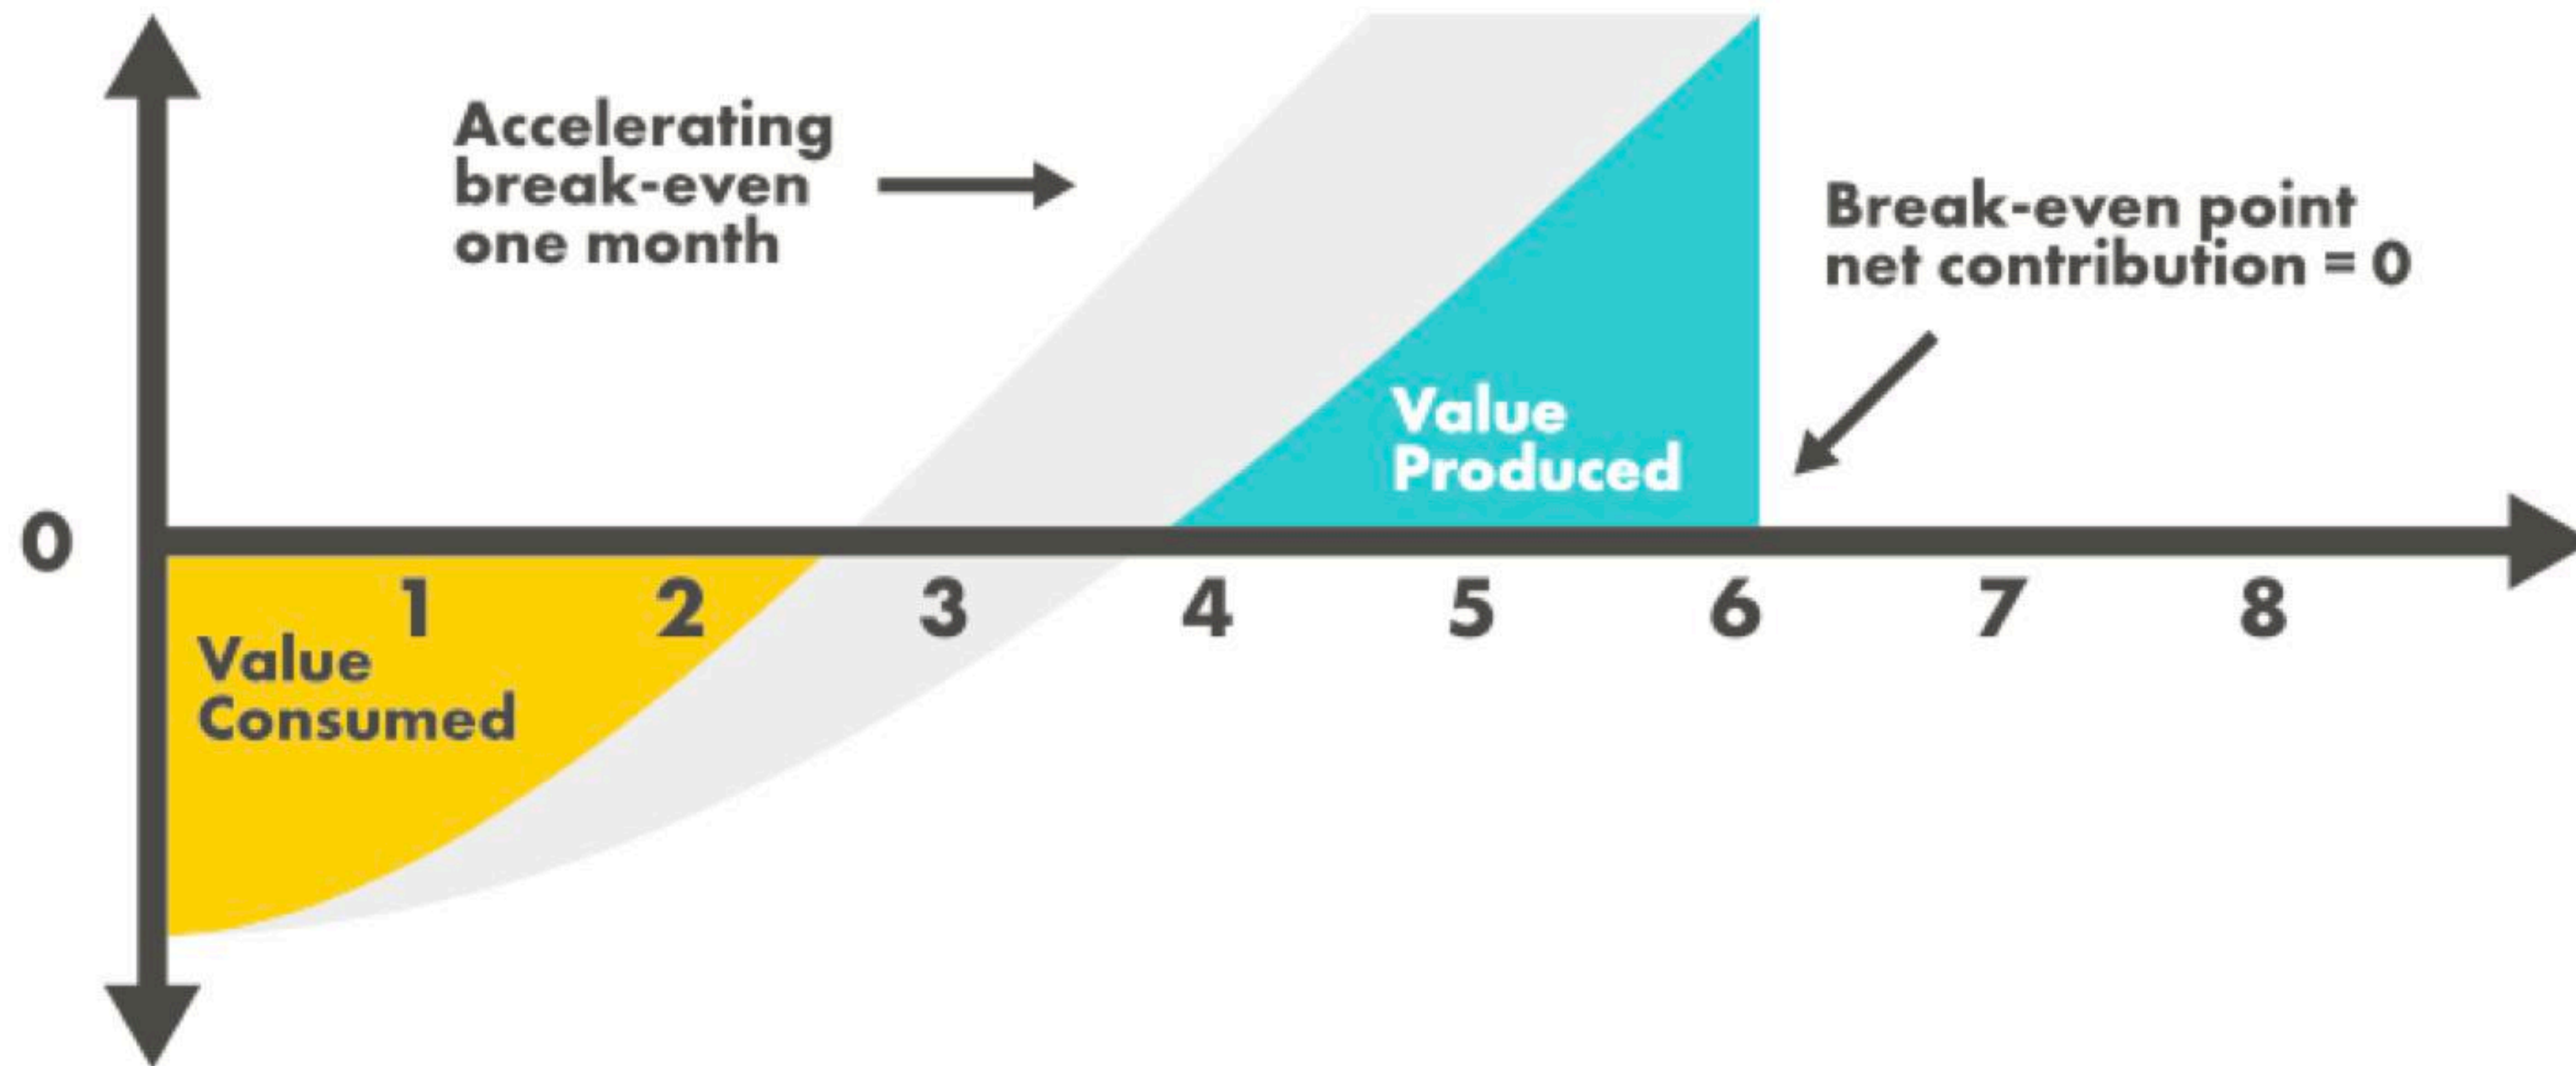 Accelerating
break-even
one month
Break-even point
net contribution = 0
Value
Produced
0
1 2 3 4 5 6 7 8
Value
Consumed